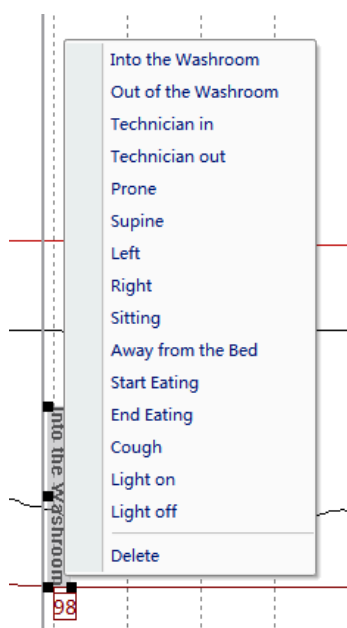 Into the Washroom
Out of the Washroom
Technician in
Technician out
Prone
Supine
Left
Right
Sitting
Away from the Bed
Start Eating
End Eating
Cough
Light on
Light off
Delete
Into the Washroom
98